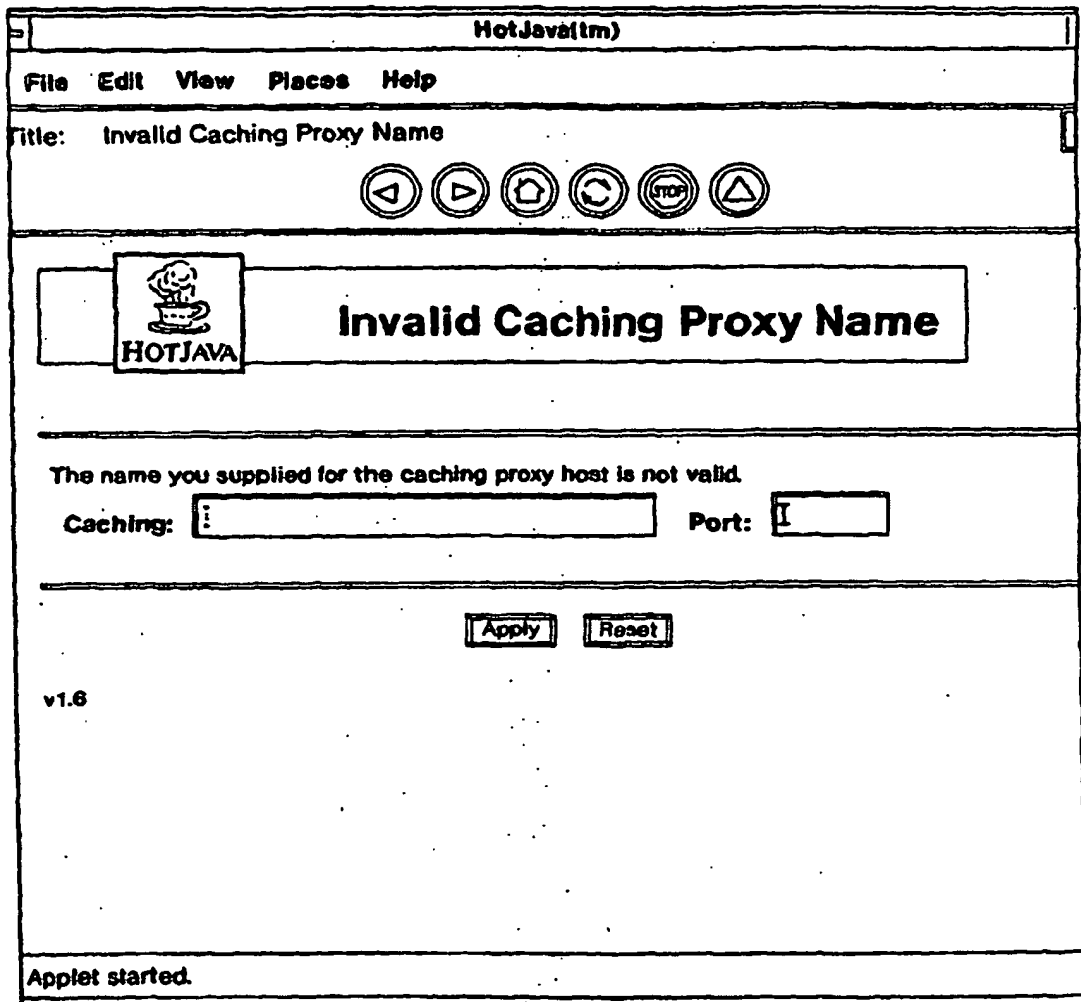 HotJava(tm)
File Edit View Places Help
Title: Invalid Caching Proxy Name
STOP
HOTJAVA
Invalid Caching Proxy Name
The name you supplied for the caching proxy host is not valid.
Caching: Port:
Apply Reset
v1.6
Applet started.